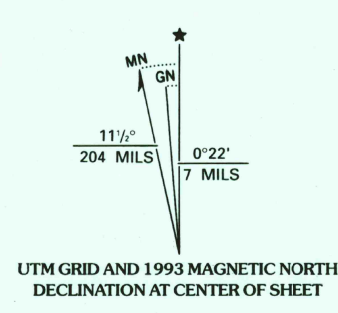 MN
GN
11½°
204 MILS
0°22'
7 MILS
UTM GRID AND 1993 MAGNETIC NORTH
DECLINATION AT CENTER OF SHEET